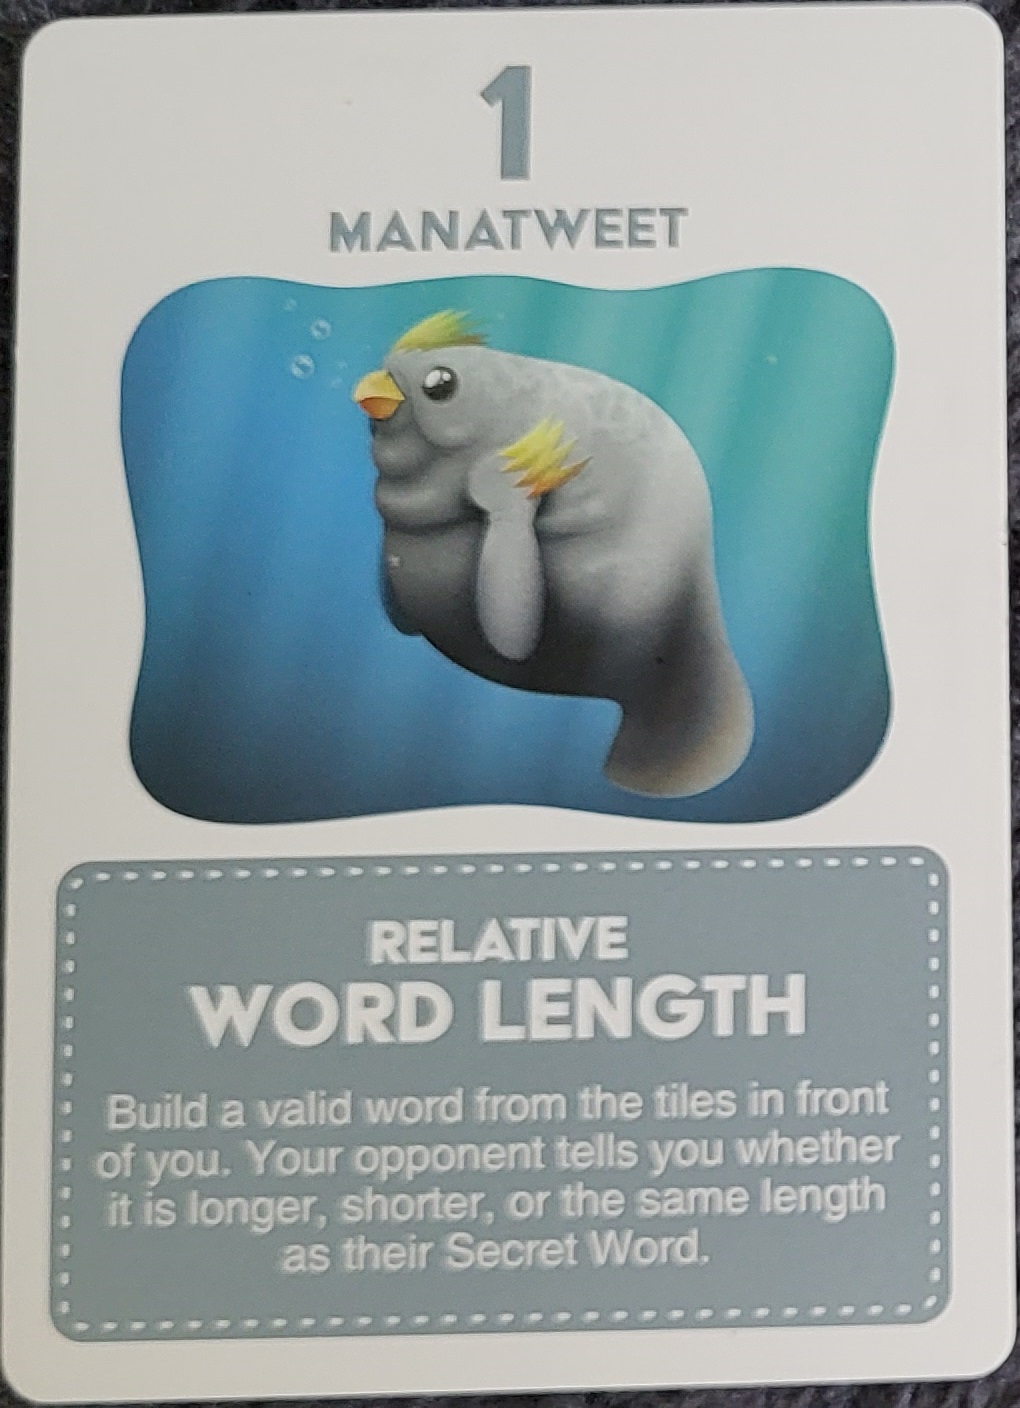 1
MANATWEET
RELATIVE
WORD LENGTH
Build a valid word from the tiles in front
of you. Your opponent tells you whether
it is longer, shorter, or the same length
as their Secret Word.